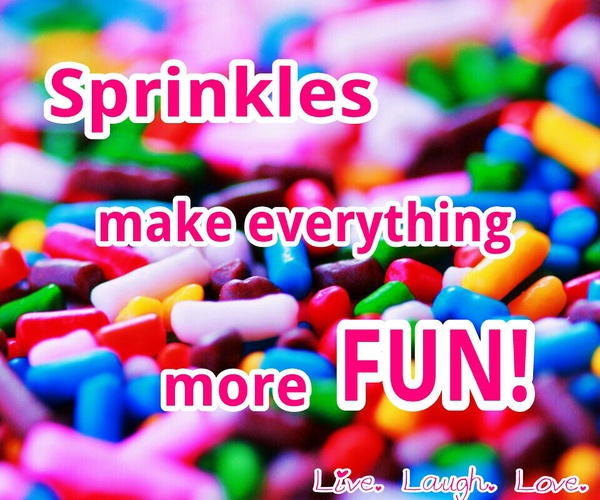 Sprinkles
make everything
more FUN!
Live. Laugh. Love.